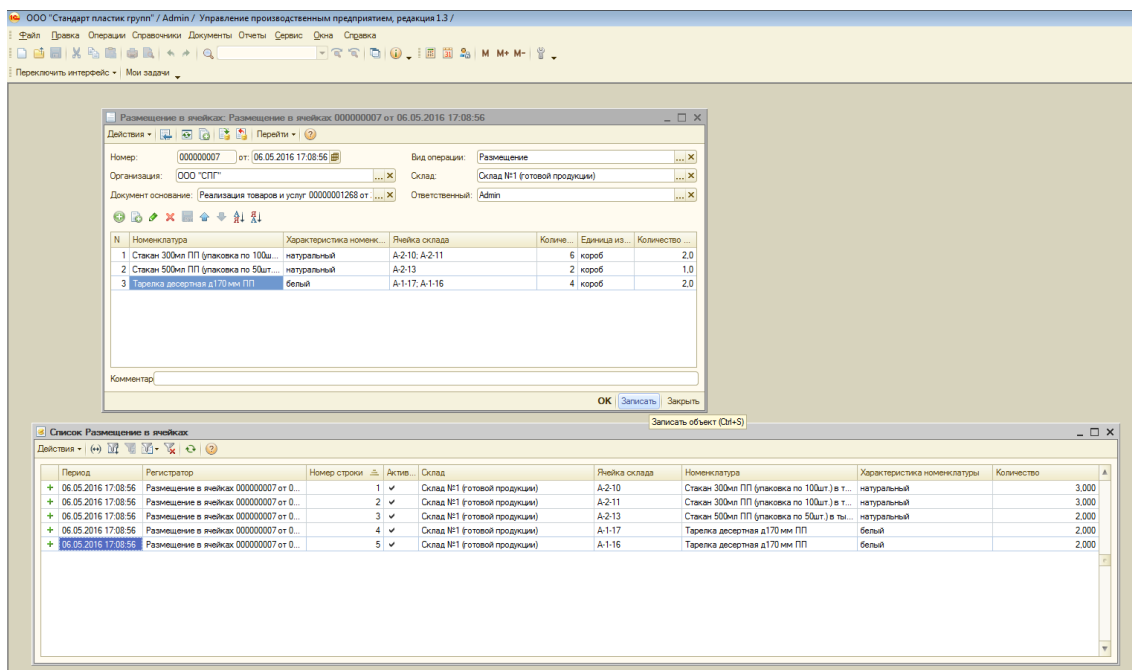 ООО "Стандарт пластик групп" / Admin / Управление производственным предприятием, редакция 1.3 /
Файл Правка Операции Справочники Документы Отчеты Сервис Окна Справка
M M+ M-
Переключить интерфейс Мои задачи
Размещение в ячейках: Размещение в ячейках 000000007 от 06.05.2016 17:08:56
Действия Перейти
Номер: 000000007 от: 06.05.2016 17:08:56 Вид операции: Размещение
Организация: ООО "СПГ" Склад: Склад №1 (готовой продукции)
Документ основание: Реализация товаров и услуг 00000001268 от ... Ответственный: Admin
N Номенклатура Характеристика номенк... Ячейка склада Количе... Единица из... Количество ...
1 Стакан 300мл ПП (упаковка по 100ш... натуральный А-2-10; А-2-11 6 короб 2,0
2 Стакан 500мл ПП (упаковка по 50шт.... натуральный А-2-13 2 короб 1,0
3 Тарелка десертная д170 мм ПП белый А-1-17; А-1-16 4 короб 2,0
Комментар
ОК Записать Закрыть
Записать объект (Ctrl+S)
Список Размещение в ячейках
Действия
Период Регистратор Номер строки Актив... Склад Ячейка склада Номенклатура Характеристика номенклатуры Количество
06.05.2016 17:08:56 Размещение в ячейках 000000007 от 0... 1 Склад №1 (готовой продукции) А-2-10 Стакан 300мл ПП (упаковка по 100шт.) в т... натуральный 3,000
06.05.2016 17:08:56 Размещение в ячейках 000000007 от 0... 2 Склад №1 (готовой продукции) А-2-11 Стакан 300мл ПП (упаковка по 100шт.) в т... натуральный 3,000
06.05.2016 17:08:56 Размещение в ячейках 000000007 от 0... 3 Склад №1 (готовой продукции) А-2-13 Стакан 500мл ПП (упаковка по 50шт.) в ты... натуральный 2,000
06.05.2016 17:08:56 Размещение в ячейках 000000007 от 0... 4 Склад №1 (готовой продукции) А-1-17 Тарелка десертная д170 мм ПП белый 2,000
06.05.2016 17:08:56 Размещение в ячейках 000000007 от 0... 5 Склад №1 (готовой продукции) А-1-16 Тарелка десертная д170 мм ПП белый 2,000